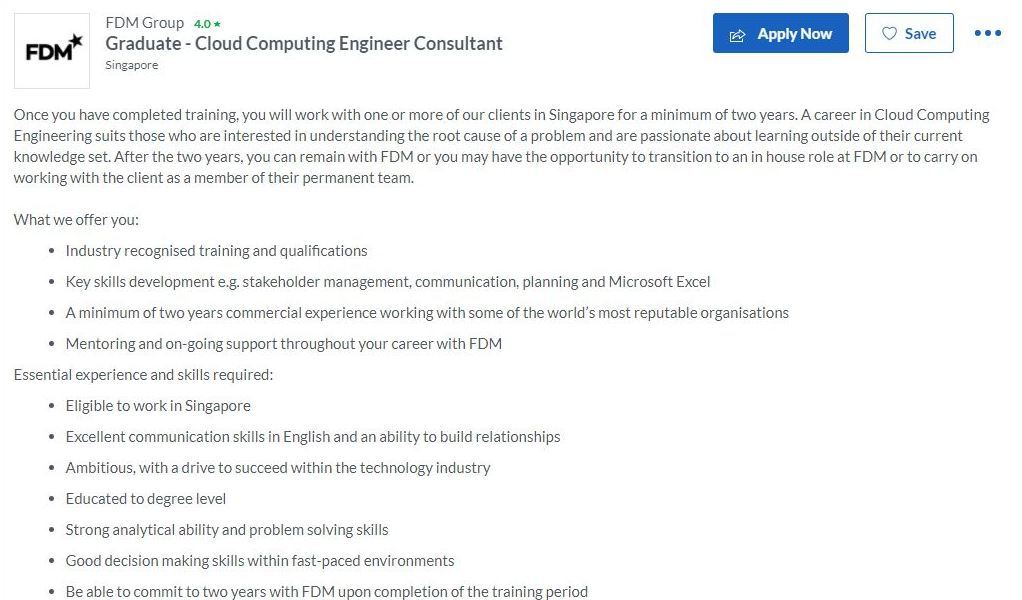 FDM
FDM Group 4.0 ★
Graduate - Cloud Computing Engineer Consultant
Singapore
Apply Now
Save
Once you have completed training, you will work with one or more of our clients in Singapore for a minimum of two years. A career in Cloud Computing
Engineering suits those who are interested in understanding the root cause of a problem and are passionate about learning outside of their current
knowledge set. After the two years, you can remain with FDM or you may have the opportunity to transition to an in house role at FDM or to carry on
working with the client as a member of their permanent team.
What we offer you:
• Industry recognised training and qualifications
• Key skills development e.g. stakeholder management, communication, planning and Microsoft Excel
• A minimum of two years commercial experience working with some of the world's most reputable organisations
• Mentoring and on-going support throughout your career with FDM
Essential experience and skills required:
• Eligible to work in Singapore
• Excellent communication skills in English and an ability to build relationships
• Ambitious, with a drive to succeed within the technology industry
• Educated to degree level
• Strong analytical ability and problem solving skills
• Good decision making skills within fast-paced environments
• Be able to commit to two years with FDM upon completion of the training period